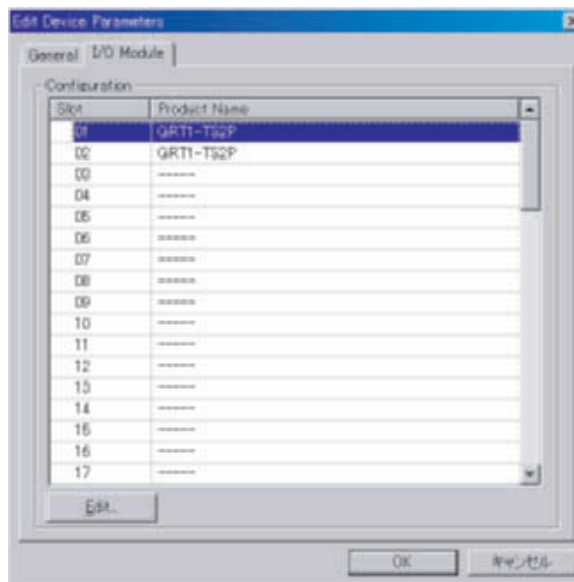 Edit Device Parameters
General I/O Module
Configuration
Slot Product Name
01 GRT1-TS2P
02 GRT1-TS2P
03 -----
04 -----
05 -----
06 -----
07 -----
08 -----
09 -----
10 -----
11 -----
12 -----
13 -----
14 -----
15 -----
16 -----
17 -----
Edit...
OK キャンセル